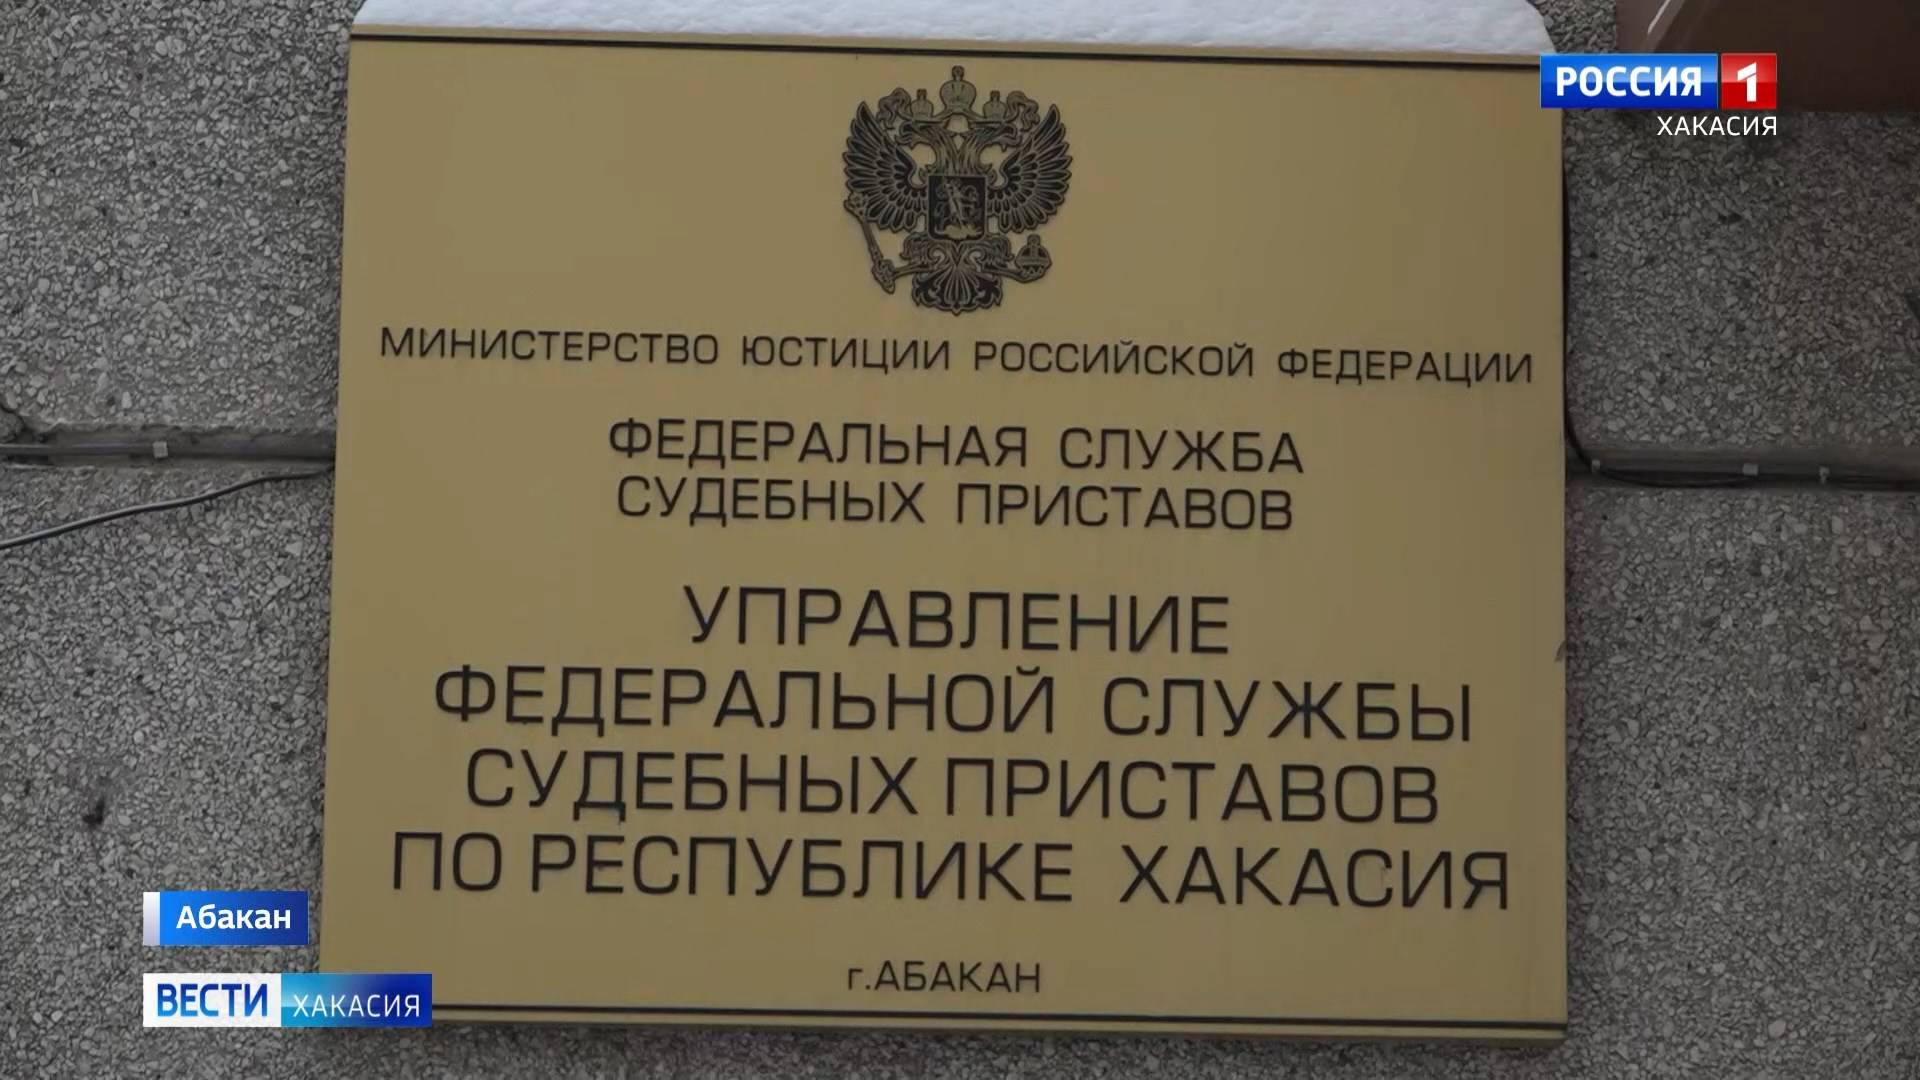 РОССИЯ 1
ХАКАСИЯ
МИНИСТЕРСТВО ЮСТИЦИИ РОССИЙСКОЙ ФЕДЕРАЦИИ
ФЕДЕРАЛЬНАЯ СЛУЖБА
СУДЕБНЫХ ПРИСТАВОВ
УПРАВЛЕНИЕ
ФЕДЕРАЛЬНОЙ СЛУЖБЫ
СУДЕБНЫХ ПРИСТАВОВ
ПО РЕСПУБЛИКЕ ХАКАСИЯ
г.АБАКАН
Абакан
ВЕСТИ ХАКАСИЯ